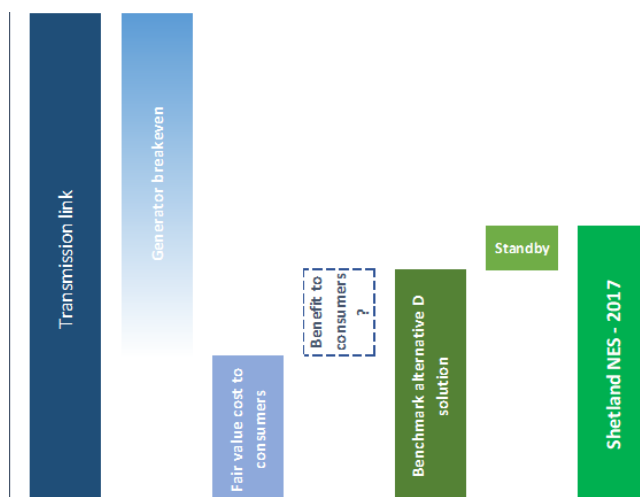 Transmission link
Generator breakeven
Fair value cost to
consumers
Benefit to
consumers
?
Benchmark alternative D
solution
Standby
Shetland NES - 2017